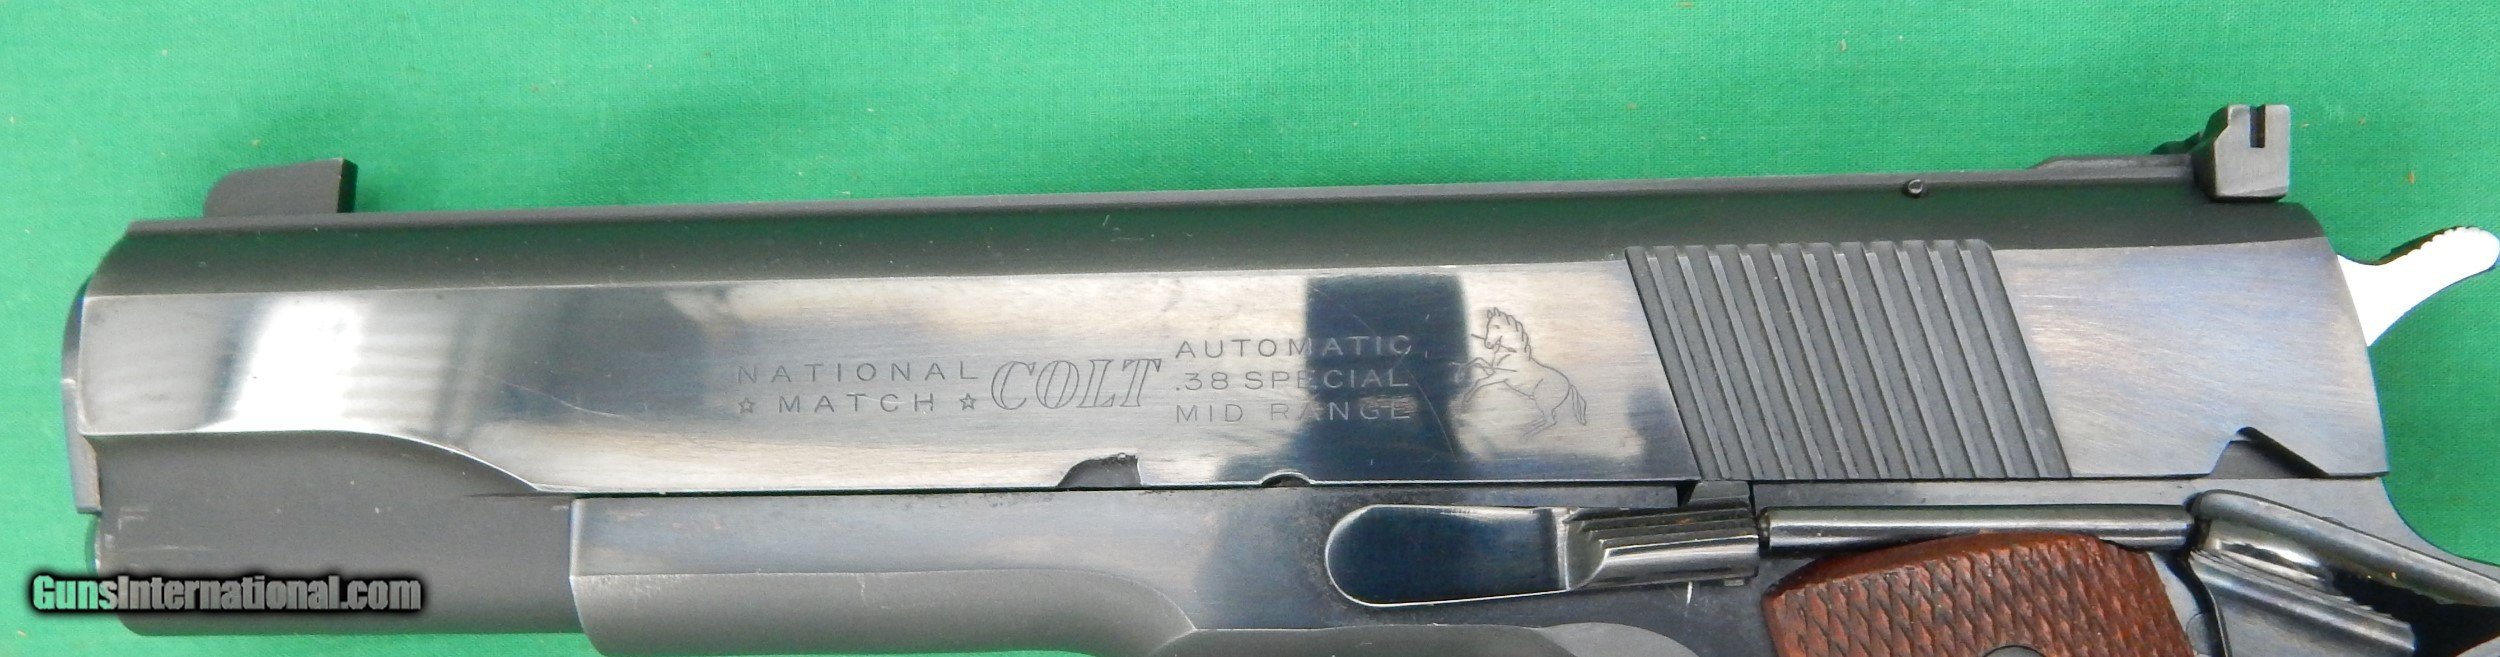 NATIONAL
☆ MATCH ☆
COLT
AUTOMATIC
.38 SPECIAL
MID RANGE
F
GunsInternational.com